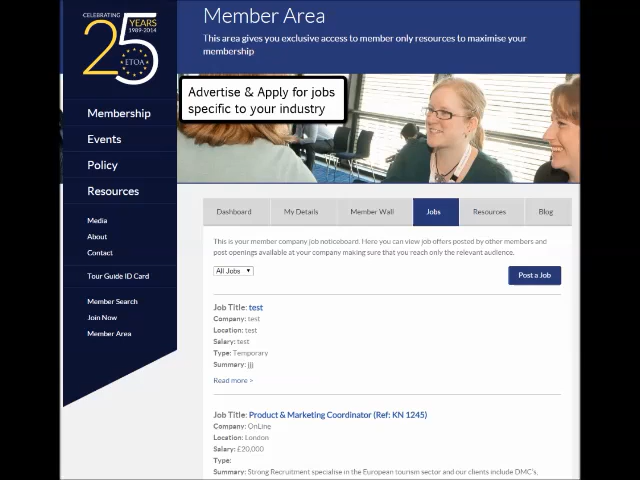 CELEBRATING
25 YEARS
1989-2014
ETOA
Member Area
This area gives you exclusive access to member only resources to maximise your
membership
Advertise & Apply for jobs
specific to your industry
Membership
Events
Policy
Resources
Media
About
Contact
Tour Guide ID Card
Member Search
Join Now
Member Area
Dashboard My Details Member Wall Jobs Resources Blog
This is your member company job noticeboard. Here you can view job offers posted by other members and
post openings available at your company making sure that you reach only the relevant audience.
All Jobs
Post a Job
Job Title: test
Company: test
Location: test
Salary: test
Type: Temporary
Summary: jjj
Read more >
Job Title: Product & Marketing Coordinator (Ref: KN 1245)
Company: OnLine
Location: London
Salary: £20,000
Type:
Summary: Strong Recruitment specialise in the European tourism sector and our clients include DMC's,